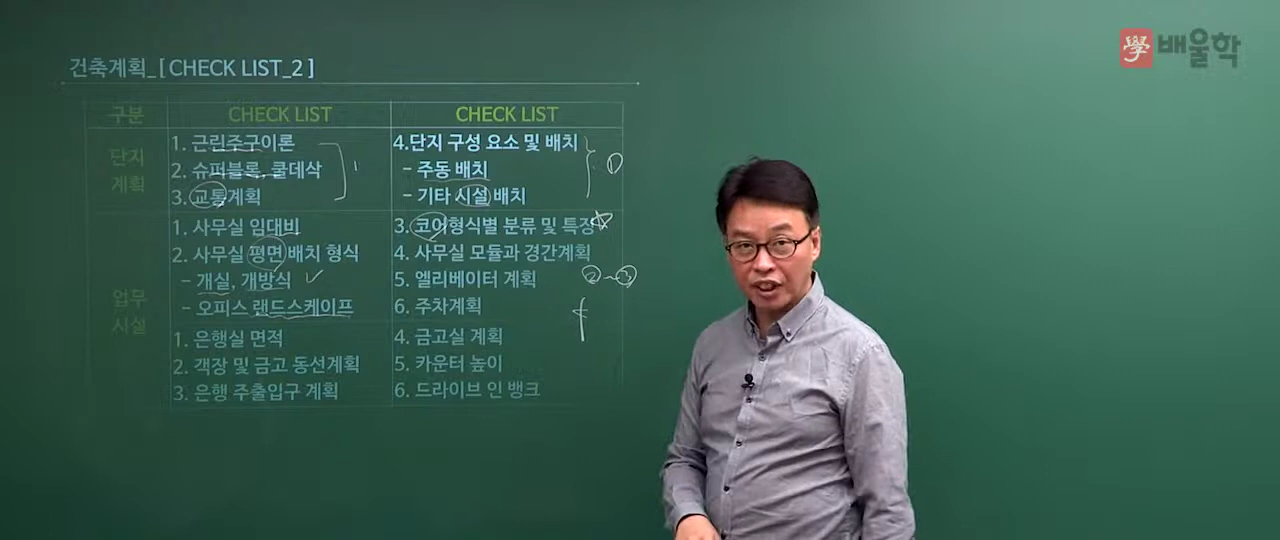 學 배울학
건축계획_[ CHECK LIST_2 ]
구분 CHECK LIST CHECK LIST
단지 계획
1. 근린주구이론
2. 슈퍼블록, 쿨데삭
3. 교통계획
4.단지 구성 요소 및 배치
- 주동 배치
- 기타 시설 배치
업무 시설
1. 사무실 임대비
2. 사무실 평면 배치 형식
- 개실, 개방식
- 오피스 랜드스케이프
3. 코어형식별 분류 및 특징
4. 사무실 모듈과 경간계획
5. 엘리베이터 계획
6. 주차계획
1. 은행실 면적
2. 객장 및 금고 동선계획
3. 은행 주출입구 계획
4. 금고실 계획
5. 카운터 높이
6. 드라이브 인 뱅크